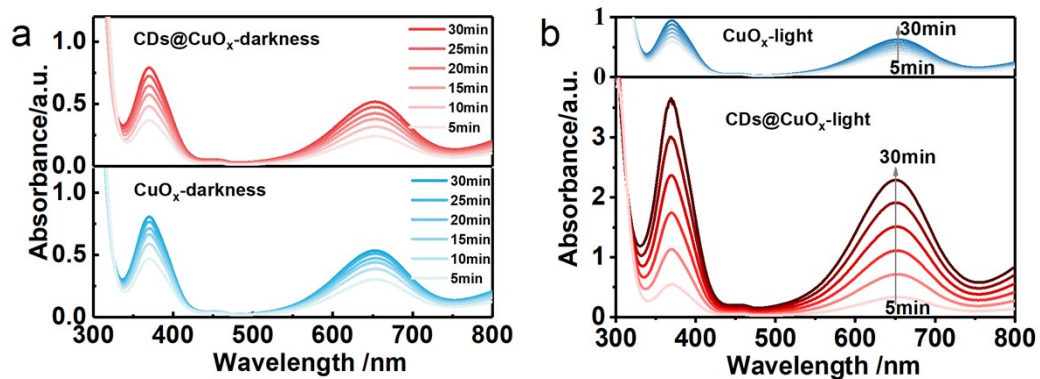 a
CDs@CuOx-darkness
30min
25min
20min
15min
10min
5min
1.0
0.5
0.0
CuOx-darkness
30min
25min
20min
15min
10min
5min
1.0
0.5
0.0
Absorbance/a.u.
300 400 500 600 700 800
Wavelength /nm
b
CuOx-light
30min
5min
1
0
CDs@CuOx-light
30min
5min
3
2
1
0
Absorbance/a.u.
300 400 500 600 700 800
Wavelength /nm